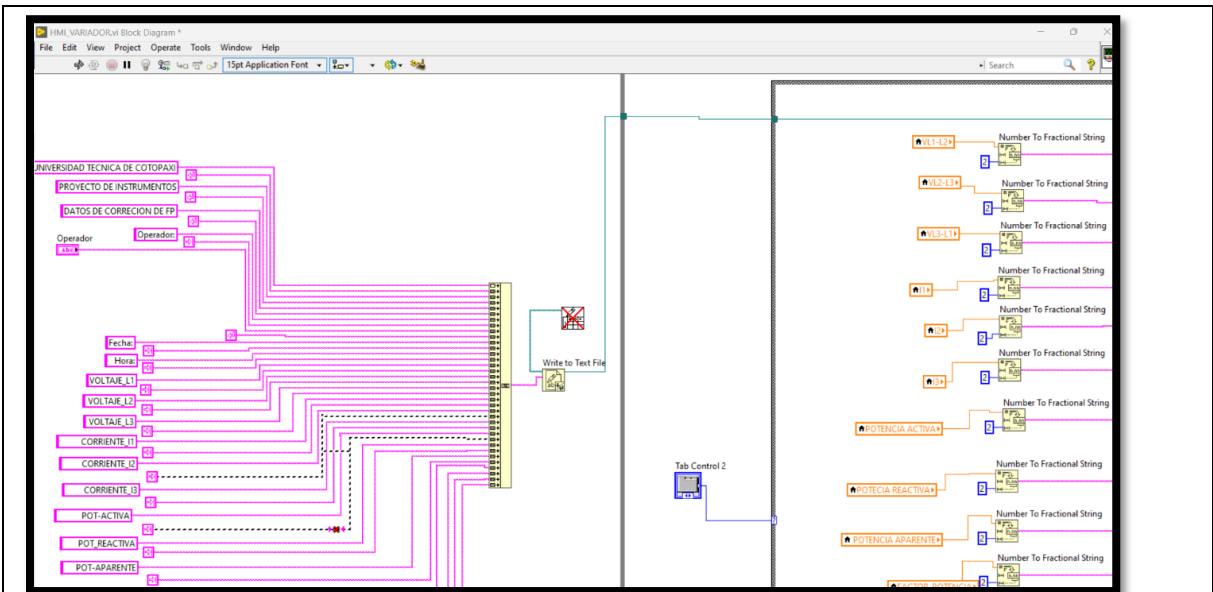 HMI_VARIADOR.vi Block Diagram *
File Edit View Project Operate Tools Window Help
15pt Application Font
Search
UNIVERSIDAD TECNICA DE COTOPAXI
PROYECTO DE INSTRUMENTOS
DATOS DE CORRECION DE FP
Operador
Operador:
Fecha:
Hora:
VOLTAJE_L1
VOLTAJE_L2
VOLTAJE_L3
CORRIENTE_I1
CORRIENTE_I2
CORRIENTE_I3
POT-ACTIVA
POT_REACTIVA
POT-APARENTE
Write to Text File
Tab Control 2
Number To Fractional String
VL1-L2
2
Number To Fractional String
VL2-L3
2
Number To Fractional String
VL3-L1
2
Number To Fractional String
I1
2
Number To Fractional String
I2
2
Number To Fractional String
I3
2
Number To Fractional String
POTENCIA ACTIVA
2
Number To Fractional String
POTECIA REACTIVA
2
Number To Fractional String
POTENCIA APARENTE
2
Number To Fractional String
FACTOR_POTENCIA
2